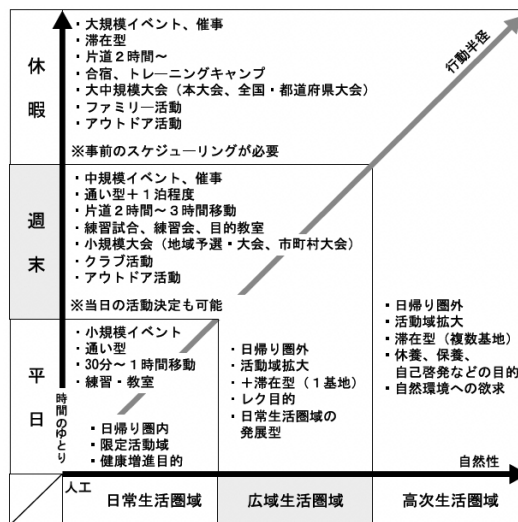 休暇
・大規模イベント、催事
・滞在型
・片道２時間～
・合宿、トレーニングキャンプ
・大中規模大会（本大会、全国・都道府県大会）
・ファミリー活動
・アウトドア活動
※事前のスケジューリングが必要
行動半径
週末
・中規模イベント、催事
・通い型＋１泊程度
・片道２時間～３時間移動
・練習試合、練習会、目的教室
・小規模大会（地域予選・大会、市町村大会）
・クラブ活動
・アウトドア活動
※当日の活動決定も可能
平日
・小規模イベント
・通い型
・30分～１時間移動
・練習・教室
時間のゆとり
・日帰り圏内
・限定活動域
・健康増進目的
・日帰り圏外
・活動域拡大
・＋滞在型（１基地）
・レク目的
・日常生活圏域の
発展型
・日帰り圏外
・活動域拡大
・滞在型（複数基地）
・休養、保養、
自己啓発などの目的
・自然環境への欲求
自然性
人工
日常生活圏域
広域生活圏域
高次生活圏域